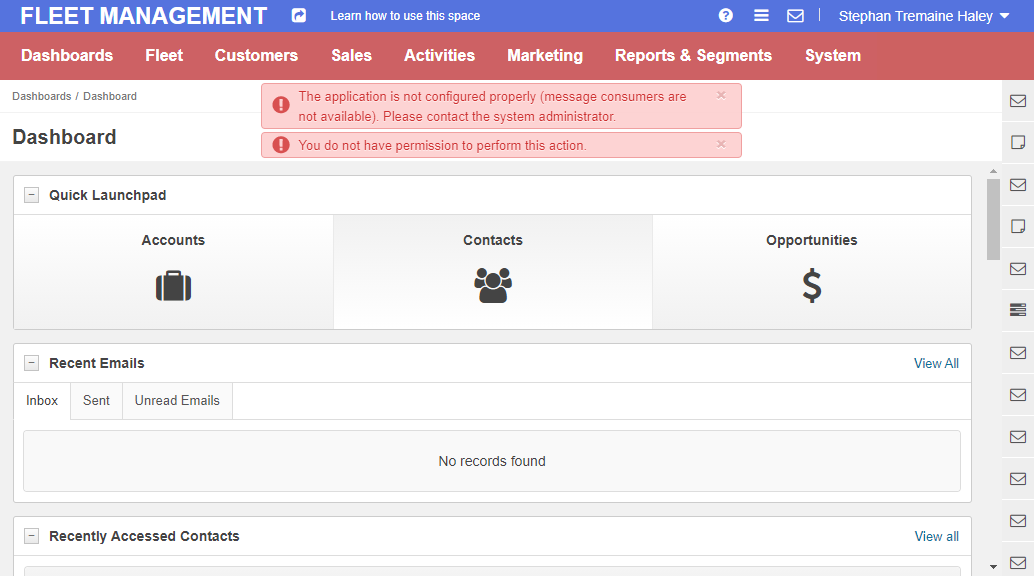 FLEET MANAGEMENT
Learn how to use this space
Stephan Tremaine Haley
Dashboards
Fleet
Customers
Sales
Activities
Marketing
Reports & Segments
System
Dashboards / Dashboard
The application is not configured properly (message consumers are
not available). Please contact the system administrator.
You do not have permission to perform this action.
Dashboard
Quick Launchpad
Accounts
Contacts
Opportunities
Recent Emails
View All
Inbox
Sent
Unread Emails
No records found
Recently Accessed Contacts
View all